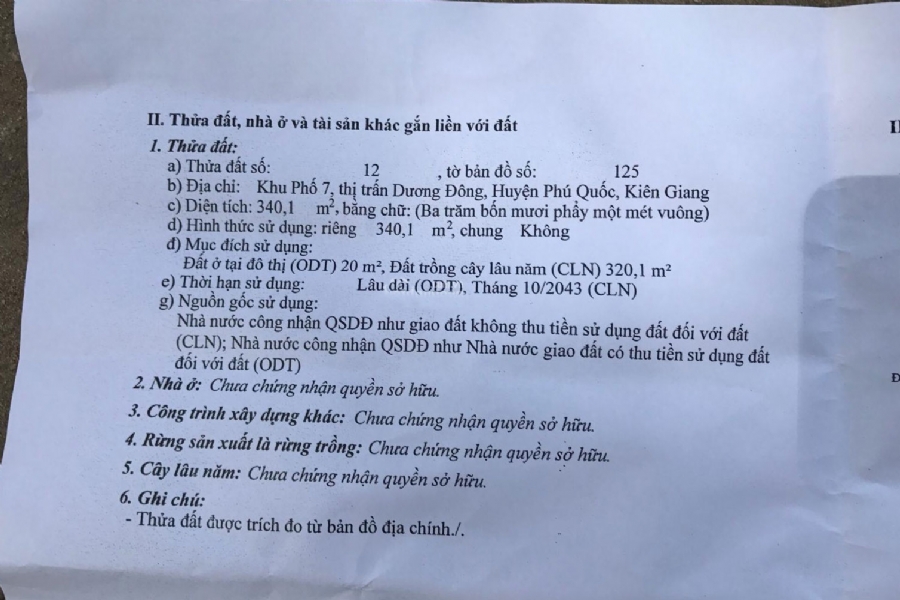 II. Thửa đất, nhà ở và tài sản khác gắn liền với đất
1. Thửa đất:
a) Thửa đất số: 12 , tờ bản đồ số: 125
b) Địa chỉ: Khu Phố 7, thị trấn Dương Đông, Huyện Phú Quốc, Kiên Giang
c) Diện tích: 340,1 m², bằng chữ: (Ba trăm bốn mươi phẩy một mét vuông)
d) Hình thức sử dụng: riêng 340,1 m², chung Không
đ) Mục đích sử dụng:
Đất ở tại đô thị (ODT) 20 m², Đất trồng cây lâu năm (CLN) 320,1 m²
e) Thời hạn sử dụng: Lâu dài (ODT), Tháng 10/2043 (CLN)
g) Nguồn gốc sử dụng:
Nhà nước công nhận QSDĐ như giao đất không thu tiền sử dụng đất đối với đất
(CLN); Nhà nước công nhận QSDĐ như Nhà nước giao đất có thu tiền sử dụng đất
đối với đất (ODT)
2. Nhà ở: Chưa chứng nhận quyền sở hữu.
3. Công trình xây dựng khác: Chưa chứng nhận quyền sở hữu.
4. Rừng sản xuất là rừng trồng: Chưa chứng nhận quyền sở hữu.
5. Cây lâu năm: Chưa chứng nhận quyền sở hữu.
6. Ghi chú:
- Thửa đất được trích đo từ bản đồ địa chính./.